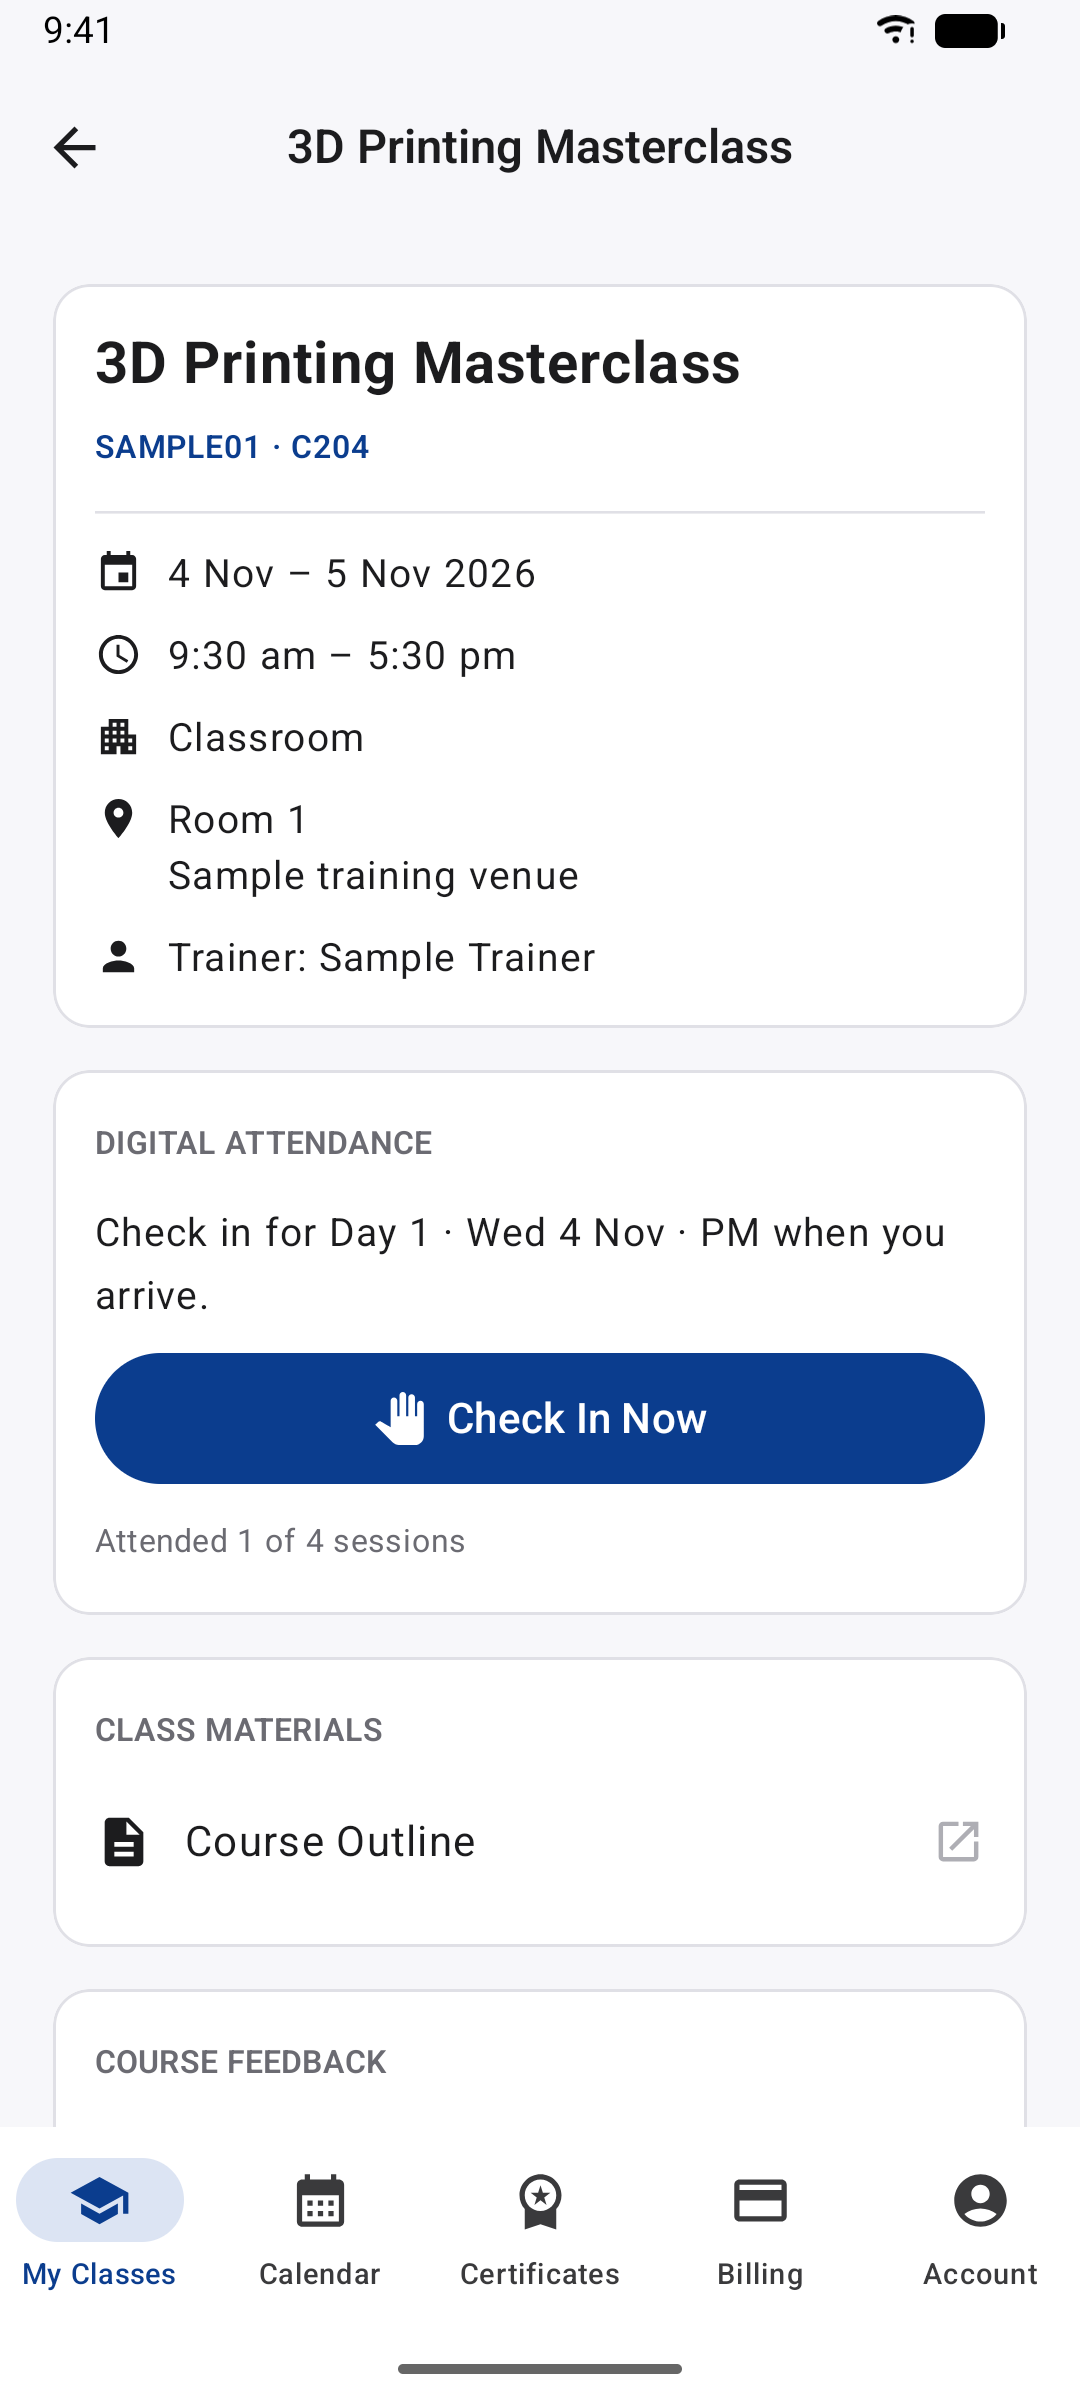 9:41
3D Printing Masterclass
3D Printing Masterclass
SAMPLE01 · C204
4 Nov – 5 Nov 2026
9:30 am – 5:30 pm
Classroom
Room 1
Sample training venue
Trainer: Sample Trainer
DIGITAL ATTENDANCE
Check in for Day 1 · Wed 4 Nov · PM when you
arrive.
Check In Now
Attended 1 of 4 sessions
CLASS MATERIALS
Course Outline
COURSE FEEDBACK
My Classes
Calendar
Certificates
Billing
Account